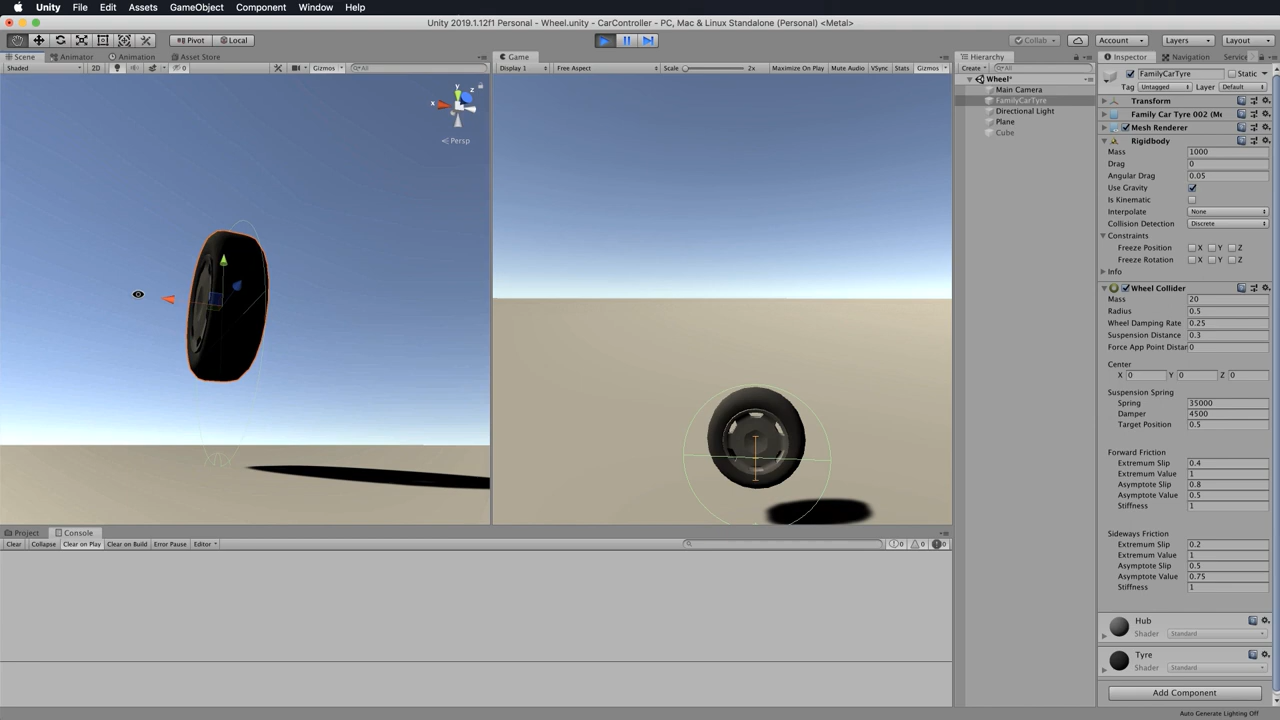 Unity File Edit Assets GameObject Component Window Help
Unity 2019.1.12f1 Personal - Wheel.unity - CarController - PC, Mac & Linux Standalone (Personal) <Metal>
Pivot Local Collab Account Layers Layout
Scene Animator Animation Asset Store
Shaded 2D 0 Gizmos All
y x z
Persp
Game
Display 1 Free Aspect Scale 2x Maximize On Play Mute Audio VSync Stats Gizmos
Hierarchy
Create All
Wheel*
Main Camera
FamilyCarTyre
Directional Light
Plane
Cube
Inspector Navigation Service
FamilyCarTyre Static
Tag Untagged Layer Default
Transform
Family Car Tyre 002 (Me
Mesh Renderer
Rigidbody
Mass 1000
Drag 0
Angular Drag 0.05
Use Gravity
Is Kinematic
Interpolate None
Collision Detection Discrete
Constraints
Freeze Position X Y Z
Freeze Rotation X Y Z
Info
Wheel Collider
Mass 20
Radius 0.5
Wheel Damping Rate 0.25
Suspension Distance 0.3
Force App Point Distar 0
Center
X 0 Y 0 Z 0
Suspension Spring
Spring 35000
Damper 4500
Target Position 0.5
Forward Friction
Extremum Slip 0.4
Extremum Value 1
Asymptote Slip 0.8
Asymptote Value 0.5
Stiffness 1
Sideways Friction
Extremum Slip 0.2
Extremum Value 1
Asymptote Slip 0.5
Asymptote Value 0.75
Stiffness 1
Hub
Shader Standard
Tyre
Shader Standard
Add Component
Project Console
Clear Collapse Clear on Play Clear on Build Error Pause Editor 0 0 0
Auto Generate Lighting Off